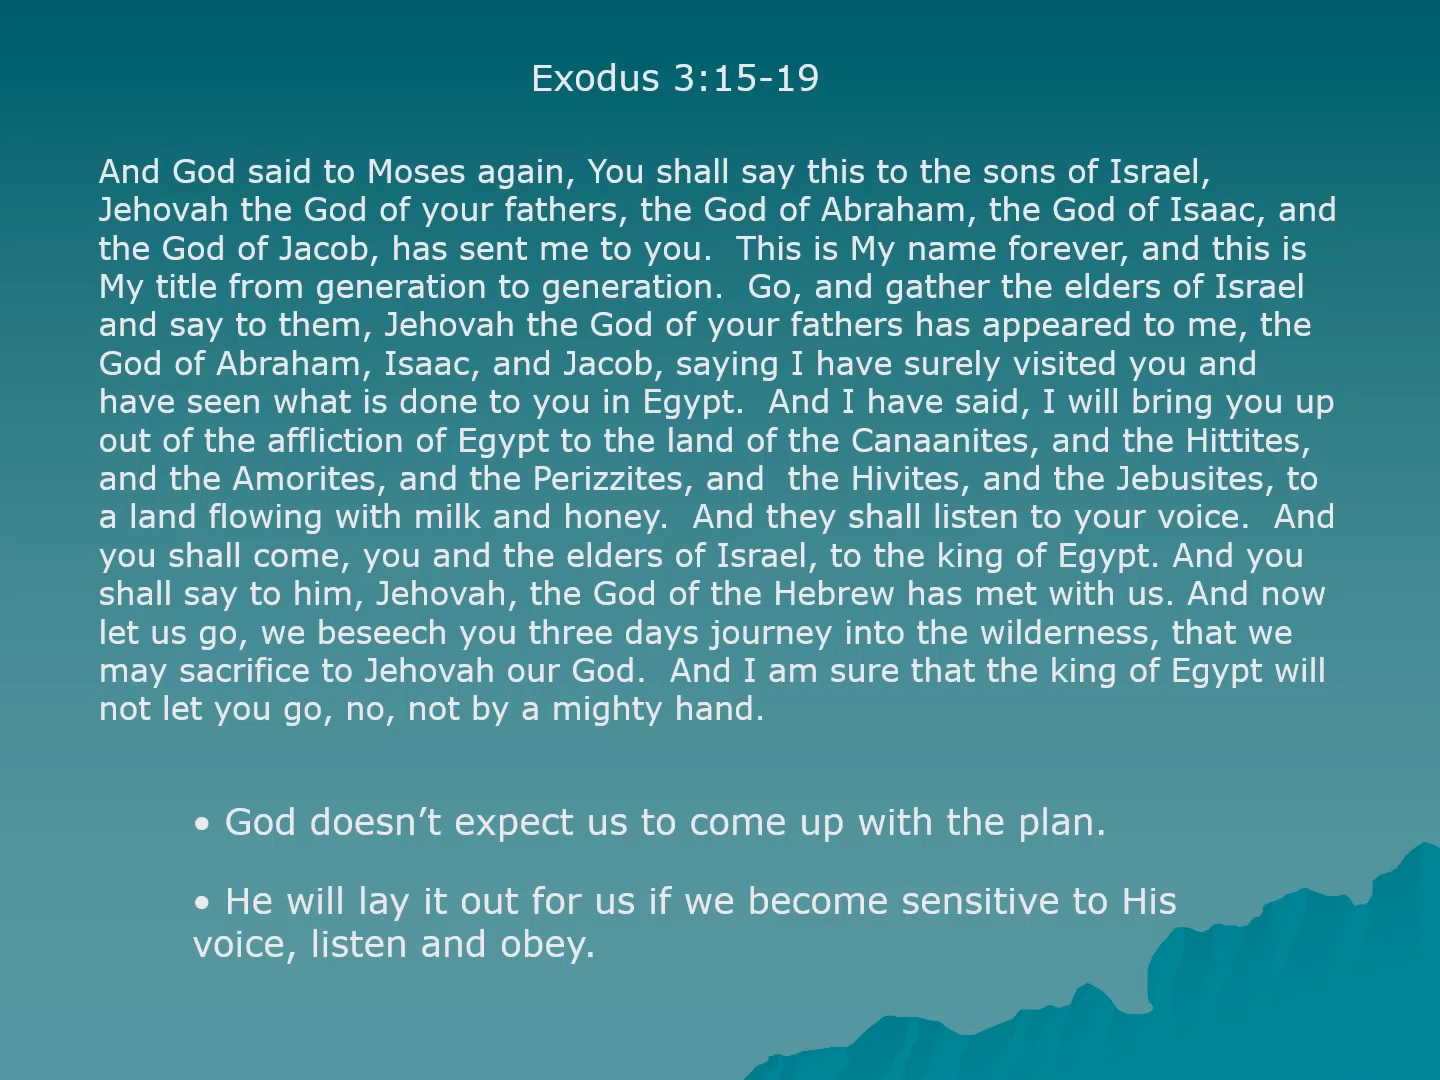 Exodus 3:15-19
And God said to Moses again, You shall say this to the sons of Israel,
Jehovah the God of your fathers, the God of Abraham, the God of Isaac, and
the God of Jacob, has sent me to you.  This is My name forever, and this is
My title from generation to generation.  Go, and gather the elders of Israel
and say to them, Jehovah the God of your fathers has appeared to me, the
God of Abraham, Isaac, and Jacob, saying I have surely visited you and
have seen what is done to you in Egypt.  And I have said, I will bring you up
out of the affliction of Egypt to the land of the Canaanites, and the Hittites,
and the Amorites, and the Perizzites, and  the Hivites, and the Jebusites, to
a land flowing with milk and honey.  And they shall listen to your voice.  And
you shall come, you and the elders of Israel, to the king of Egypt. And you
shall say to him, Jehovah, the God of the Hebrew has met with us. And now
let us go, we beseech you three days journey into the wilderness, that we
may sacrifice to Jehovah our God.  And I am sure that the king of Egypt will
not let you go, no, not by a mighty hand.
• God doesn’t expect us to come up with the plan.
• He will lay it out for us if we become sensitive to His
voice, listen and obey.